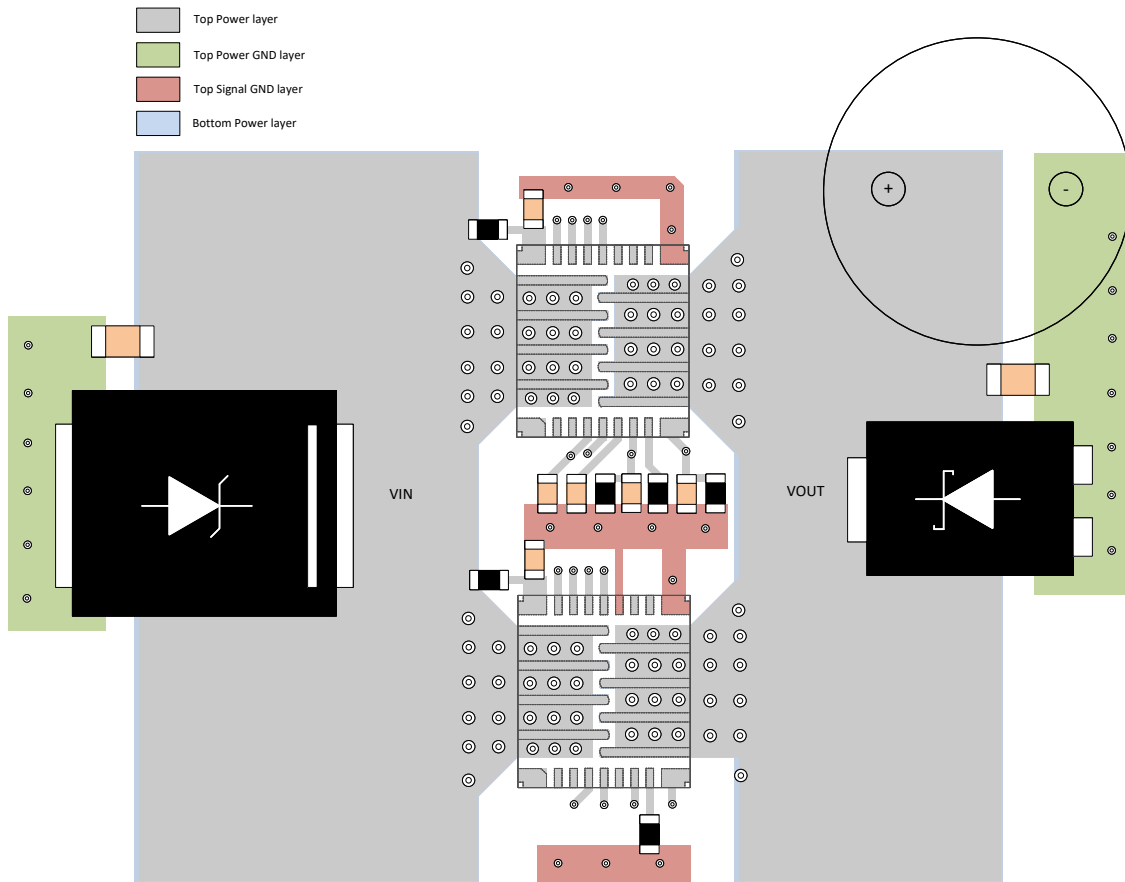 Top Power layer
Top Power GND layer
Top Signal GND layer
Bottom Power layer
+
-
VIN
VOUT